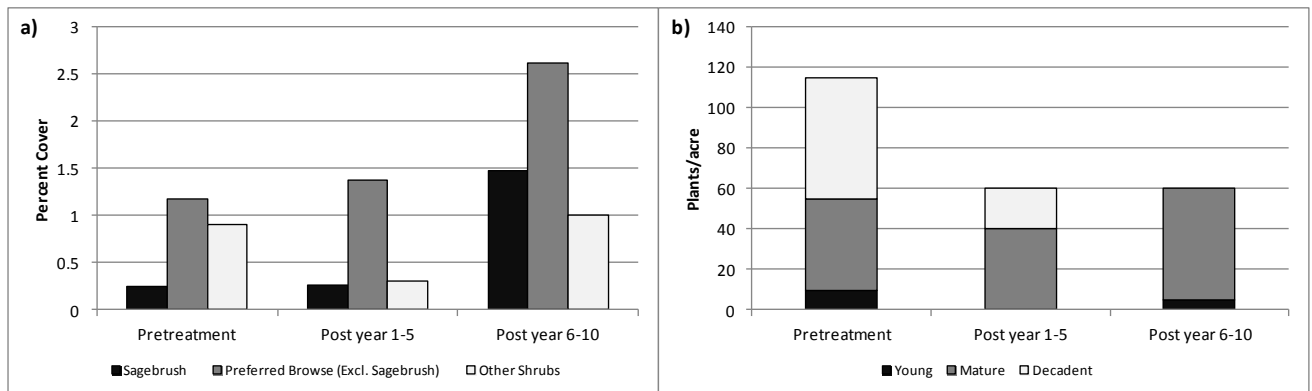 a)
Percent Cover
3
2.5
2
1.5
1
0.5
0
Pretreatment Post year 1-5 Post year 6-10
Sagebrush Preferred Browse (Excl. Sagebrush) Other Shrubs
b)
Plants/acre
140
120
100
80
60
40
20
0
Pretreatment Post year 1-5 Post year 6-10
Young Mature Decadent